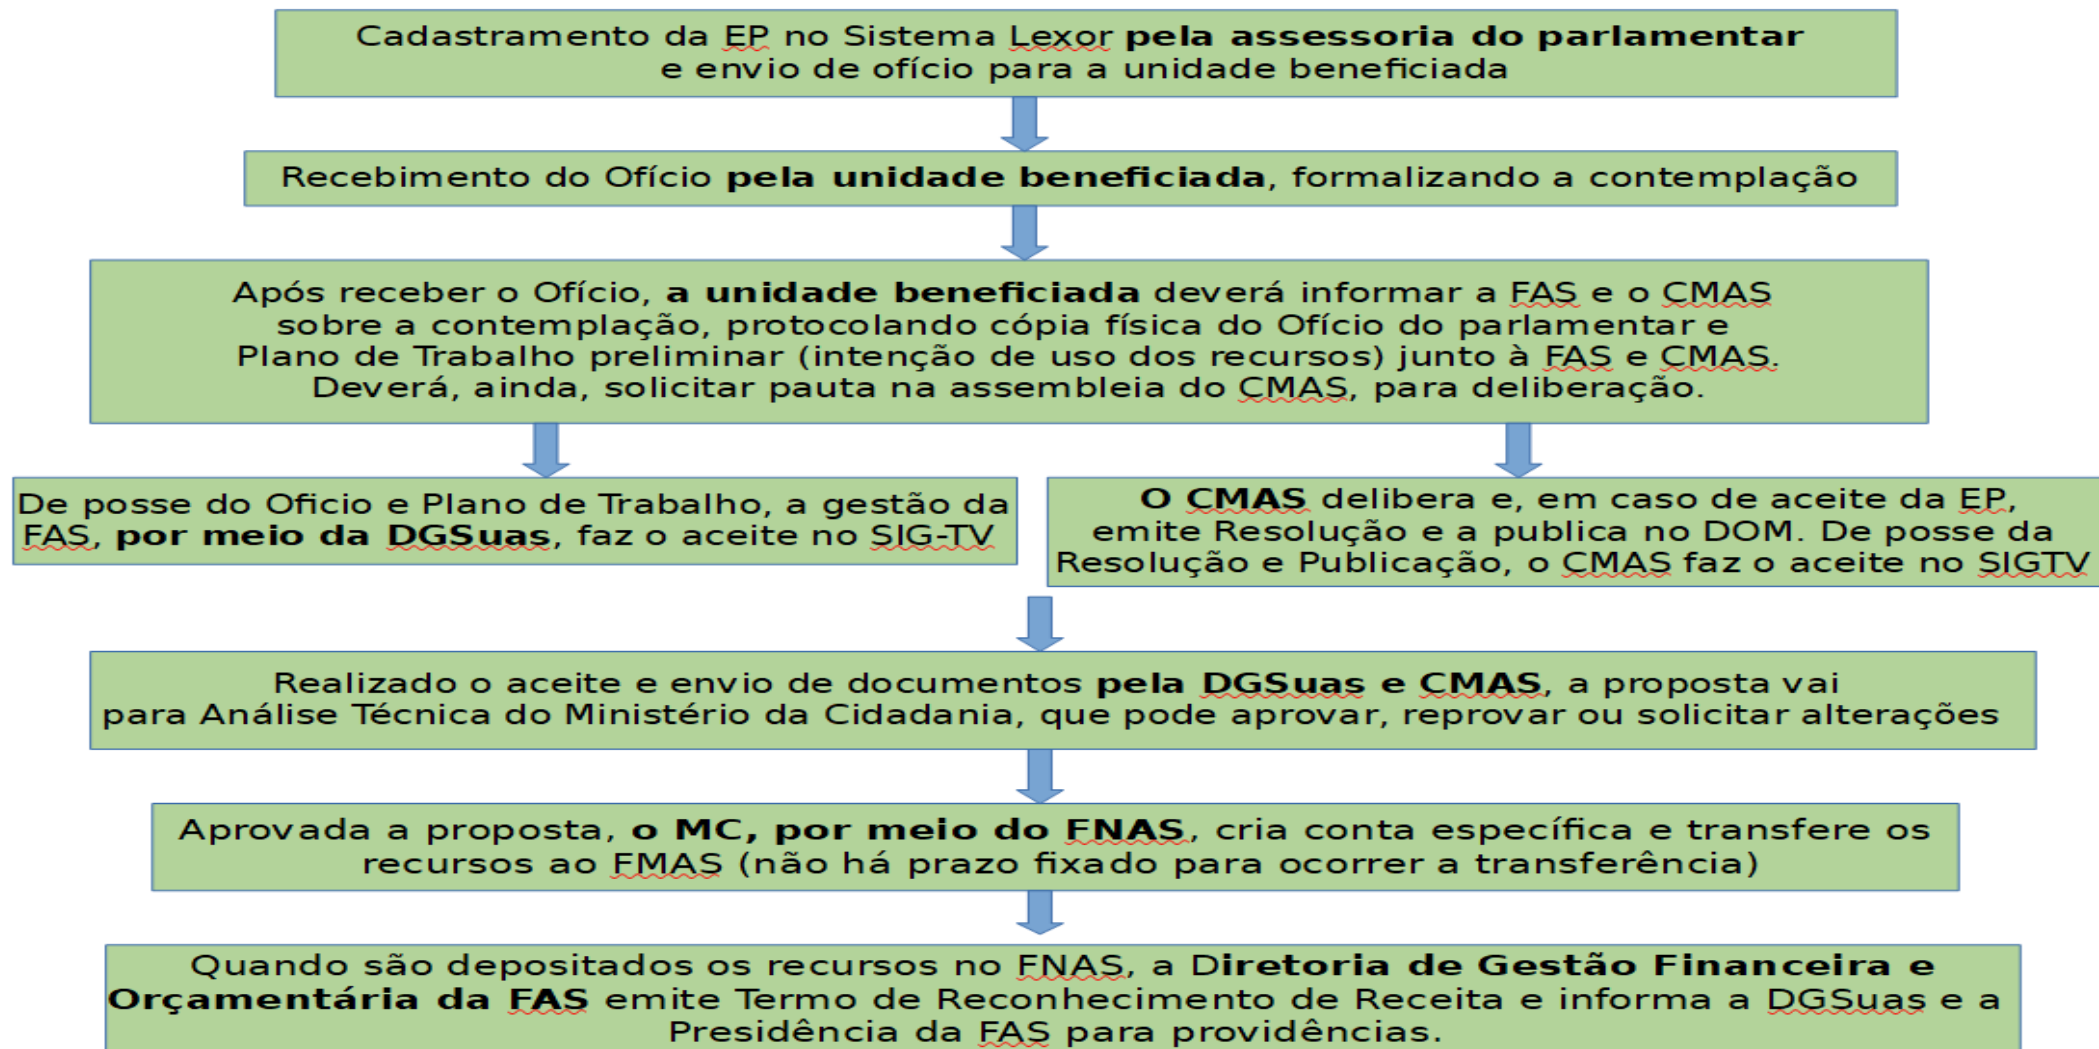 Cadastramento da EP no Sistema Lexor pela assessoria do parlamentar
e envio de ofício para a unidade beneficiada
Recebimento do Ofício pela unidade beneficiada, formalizando a contemplação
Após receber o Ofício, a unidade beneficiada deverá informar a FAS e o CMAS
sobre a contemplação, protocolando cópia física do Ofício do parlamentar e
Plano de Trabalho preliminar (intenção de uso dos recursos) junto à FAS e CMAS.
Deverá, ainda, solicitar pauta na assembleia do CMAS, para deliberação.
De posse do Oficio e Plano de Trabalho, a gestão da
FAS, por meio da DGSuas, faz o aceite no SIG-TV
O CMAS delibera e, em caso de aceite da EP,
emite Resolução e a publica no DOM. De posse da
Resolução e Publicação, o CMAS faz o aceite no SIGTV
Realizado o aceite e envio de documentos pela DGSuas e CMAS, a proposta vai
para Análise Técnica do Ministério da Cidadania, que pode aprovar, reprovar ou solicitar alterações
Aprovada a proposta, o MC, por meio do FNAS, cria conta específica e transfere os
recursos ao FMAS (não há prazo fixado para ocorrer a transferência)
Quando são depositados os recursos no FNAS, a Diretoria de Gestão Financeira e
Orçamentária da FAS emite Termo de Reconhecimento de Receita e informa a DGSuas e a
Presidência da FAS para providências.